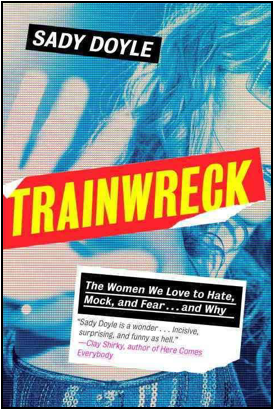 SADY DOYLE
TRAINWRECK
The Women We Love to Hate,
Mock, and Fear...and Why
"Sady Doyle is a wonder . . . Incisive,
surprising, and funny as hell."
—Clay Shirky, author of Here Comes
Everybody